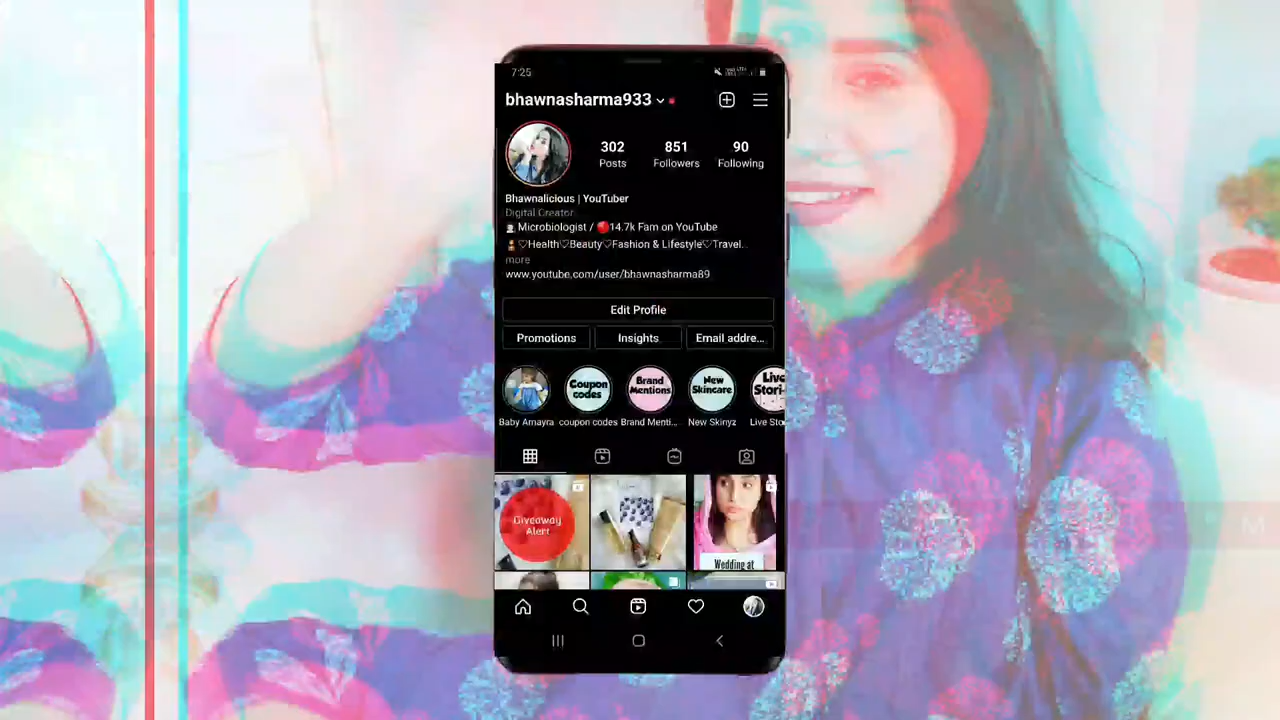 7:25
bhawnasharma933
302
851
90
Posts
Followers
Following
Bhawnalicious | YouTuber
Digital Creator
Microbiologist / 🔴14.7k Fam on YouTube
♡Health♡Beauty♡Fashion & Lifestyle♡Travel..
more
www.youtube.com/user/bhawnasharma89
Edit Profile
Promotions
Insights
Email addre...
Coupon codes
Brand Mentions
New Skincare
Live Stori
Baby Amayra
coupon codes
Brand Menti...
New Skinyz
Live Sto
Giveaway Alert
Wedding at